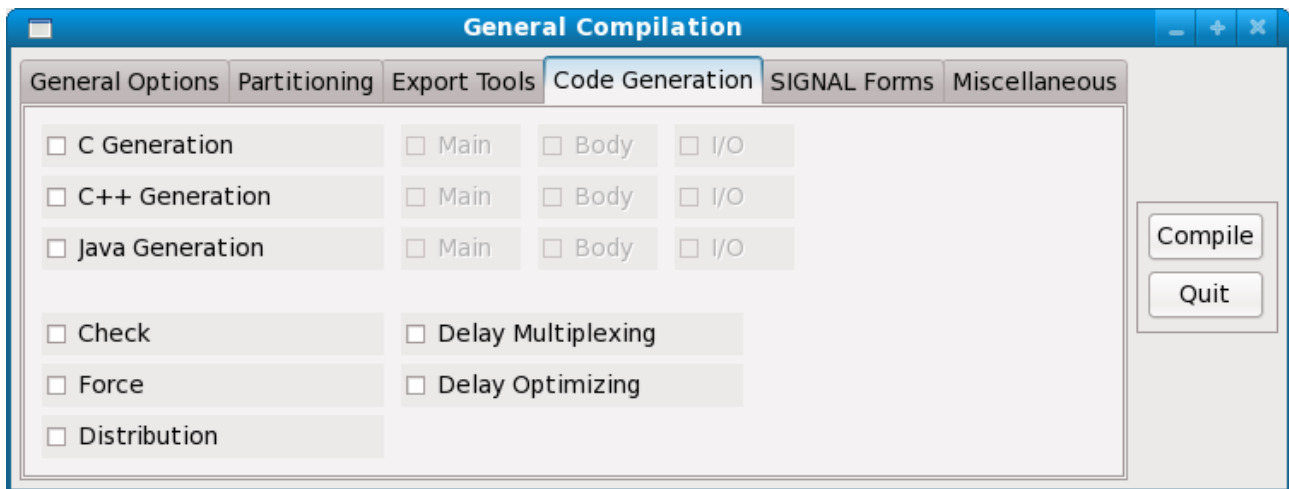 General Compilation
General Options Partitioning Export Tools Code Generation SIGNAL Forms Miscellaneous
C Generation Main Body I/O
C++ Generation Main Body I/O
Java Generation Main Body I/O
Compile
Quit
Check Delay Multiplexing
Force Delay Optimizing
Distribution